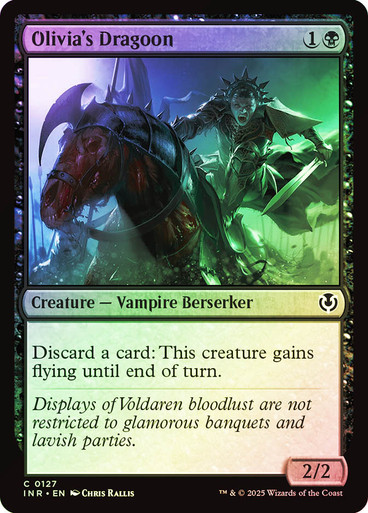 Olivia's Dragoon 1
Creature — Vampire Berserker
Discard a card: This creature gains
flying until end of turn.
Displays of Voldaren bloodlust are not
restricted to glamorous banquets and
lavish parties.
2/2
C 0127
INR • EN Chris Rallis
™ & © 2025 Wizards of the Coast